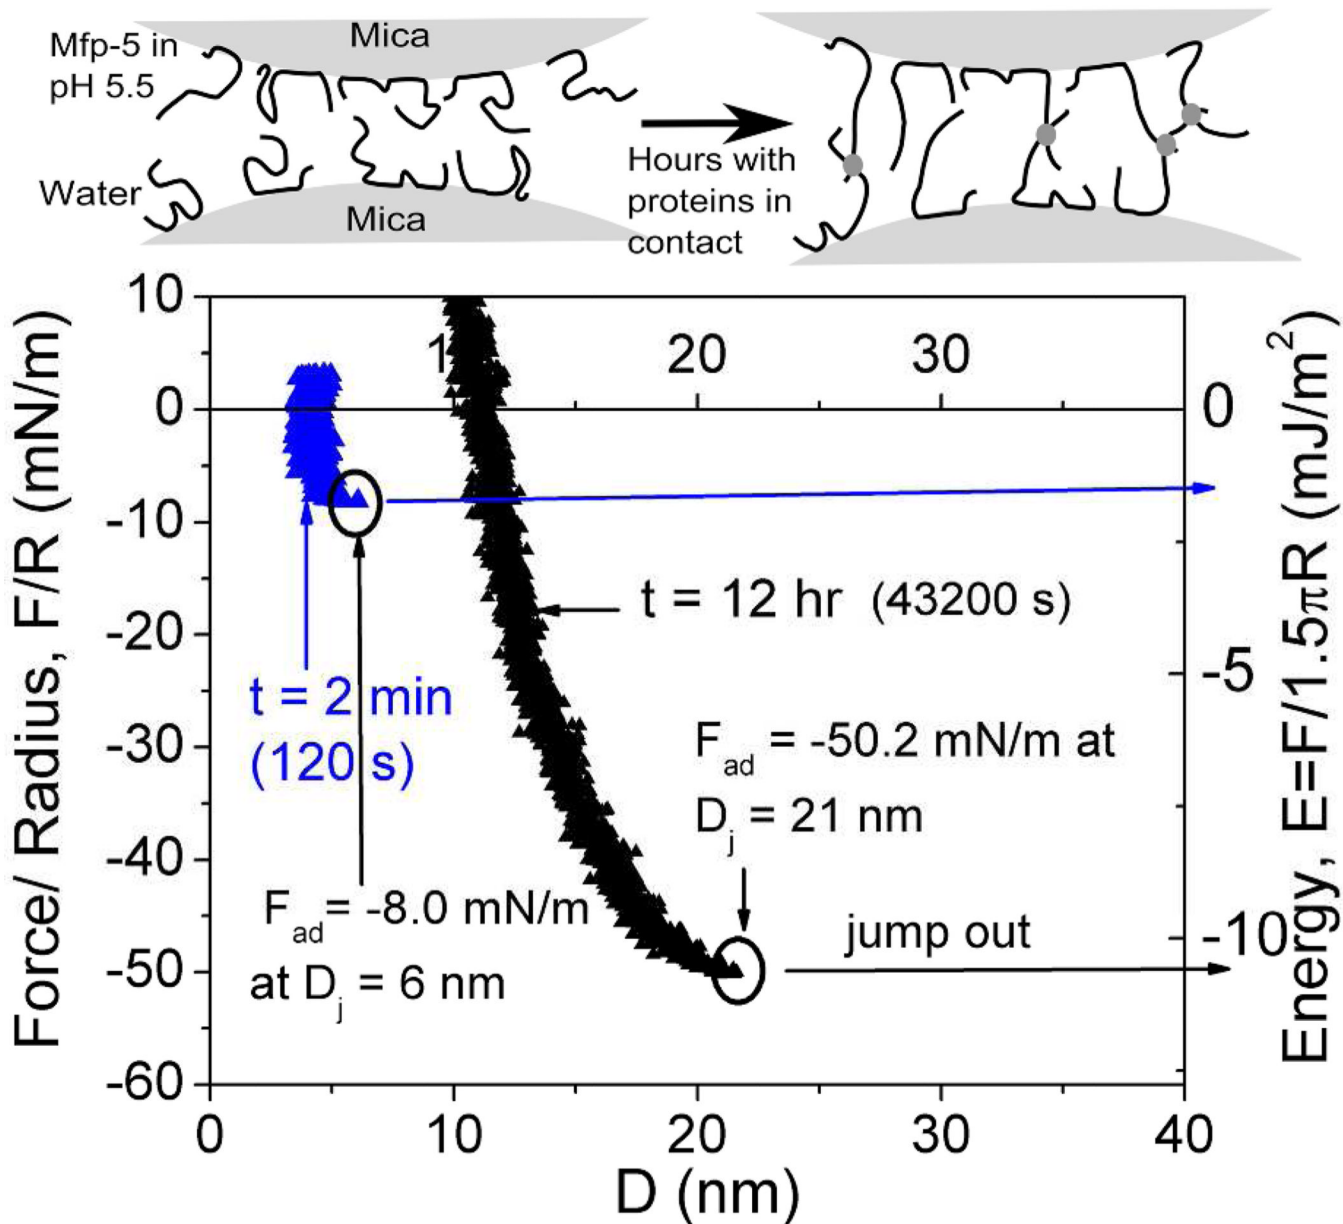 Mfp-5 in
pH 5.5
Mica
Water
Mica
Hours with
proteins in
contact
Force/ Radius, F/R (mN/m)
10
0
-10
-20
-30
-40
-50
-60
1
20
30
t = 2 min
(120 s)
t = 12 hr (43200 s)
F_ad = -50.2 mN/m at
D_j = 21 nm
F_ad = -8.0 mN/m
at D_j = 6 nm
jump out
0
-5
-10
Energy, E=F/1.5πR (mJ/m²)
0
10
20
30
40
D (nm)